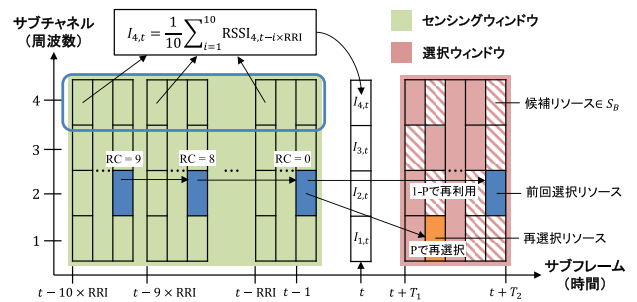 サブチャネル
(周波数)
I4,t = 1/10 ∑_{i=1}^{10} RSSI4,t−i×RRI
センシングウィンドウ
選択ウィンドウ
4
3
2
1
RC = 9
RC = 8
RC = 0
…
…
…
I4,t
I3,t
I2,t
I1,t
…
1-Pで再利用
Pで再選択
候補リソース∈ SB
前回選択リソース
再選択リソース
t − 10 × RRI
t − 9 × RRI
t − RRI
t − 1
t
t + T1
t + T2
サブフレーム
(時間)